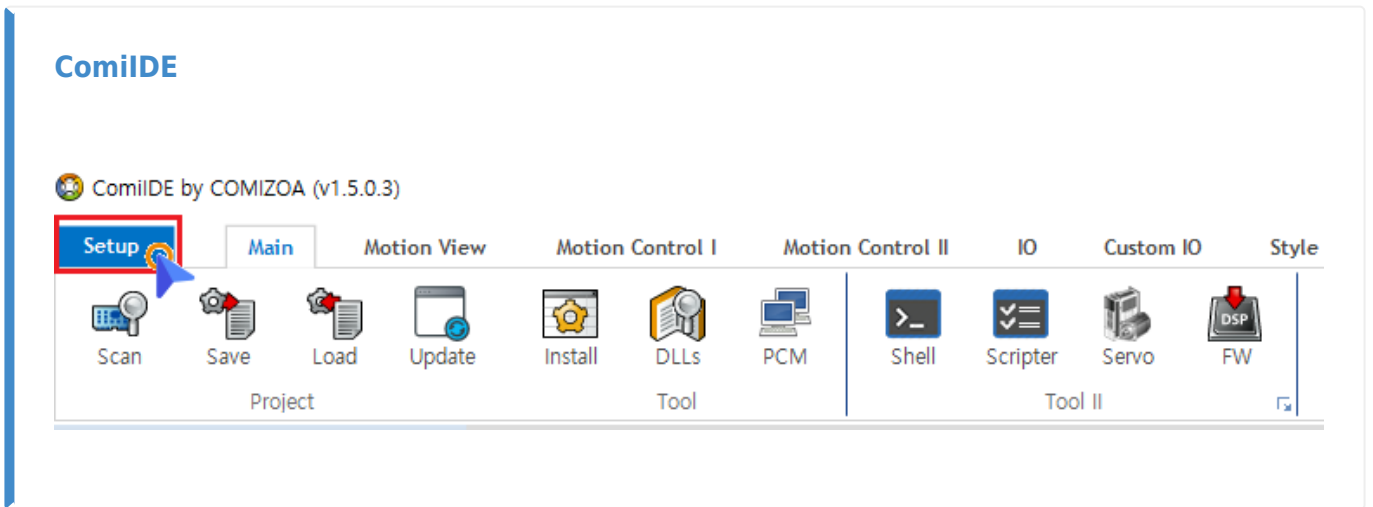 ComiIDE
ComiIDE by COMIZOA (v1.5.0.3)
Setup Main Motion View Motion Control I Motion Control II IO Custom IO Style
>_ DSP
Scan Save Load Update Install DLLs PCM Shell Scripter Servo FW
Project Tool Tool II